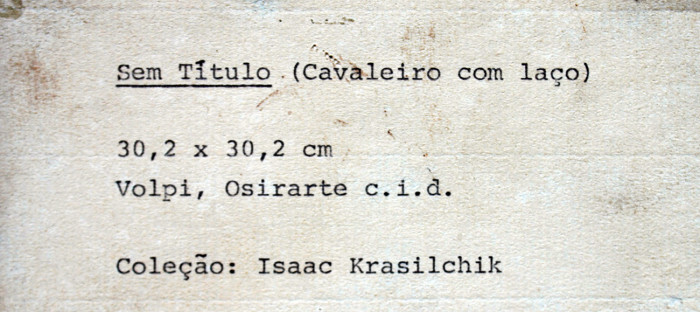 Sem Título (Cavaleiro com laço)
30,2 x 30,2 cm
Volpi, Osirarte c.i.d.
Coleção: Isaac Krasilchik